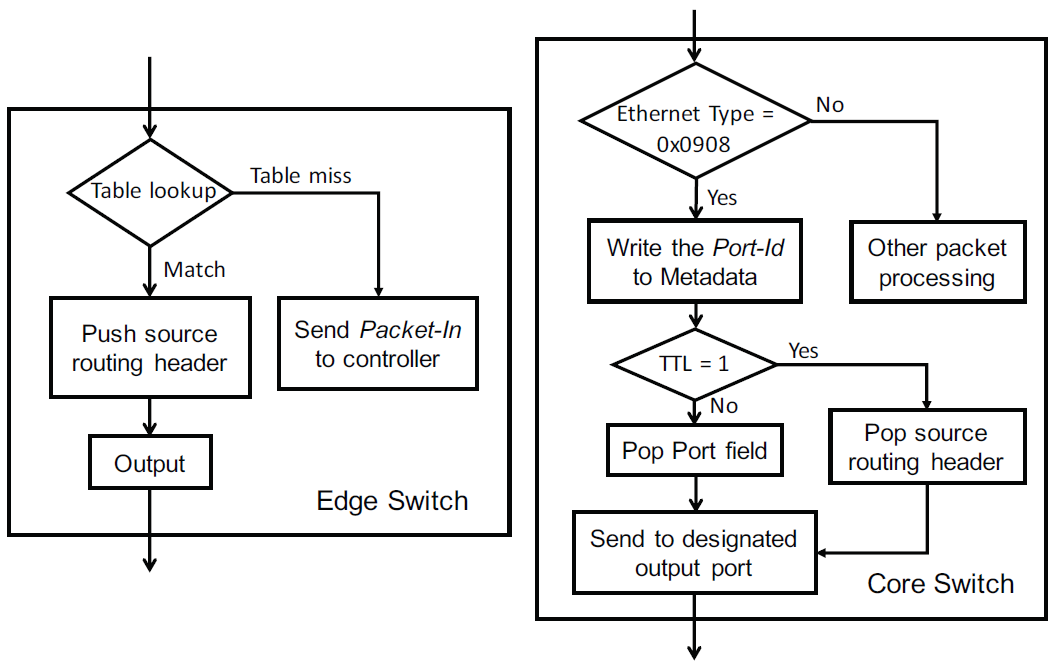 Table lookup
Table miss
Match
Push source
routing header
Send Packet-In
to controller
Output
Edge Switch
Ethernet Type =
0x0908
No
Yes
Write the Port-Id
to Metadata
Other packet
processing
TTL = 1
Yes
No
Pop Port field
Pop source
routing header
Send to designated
output port
Core Switch